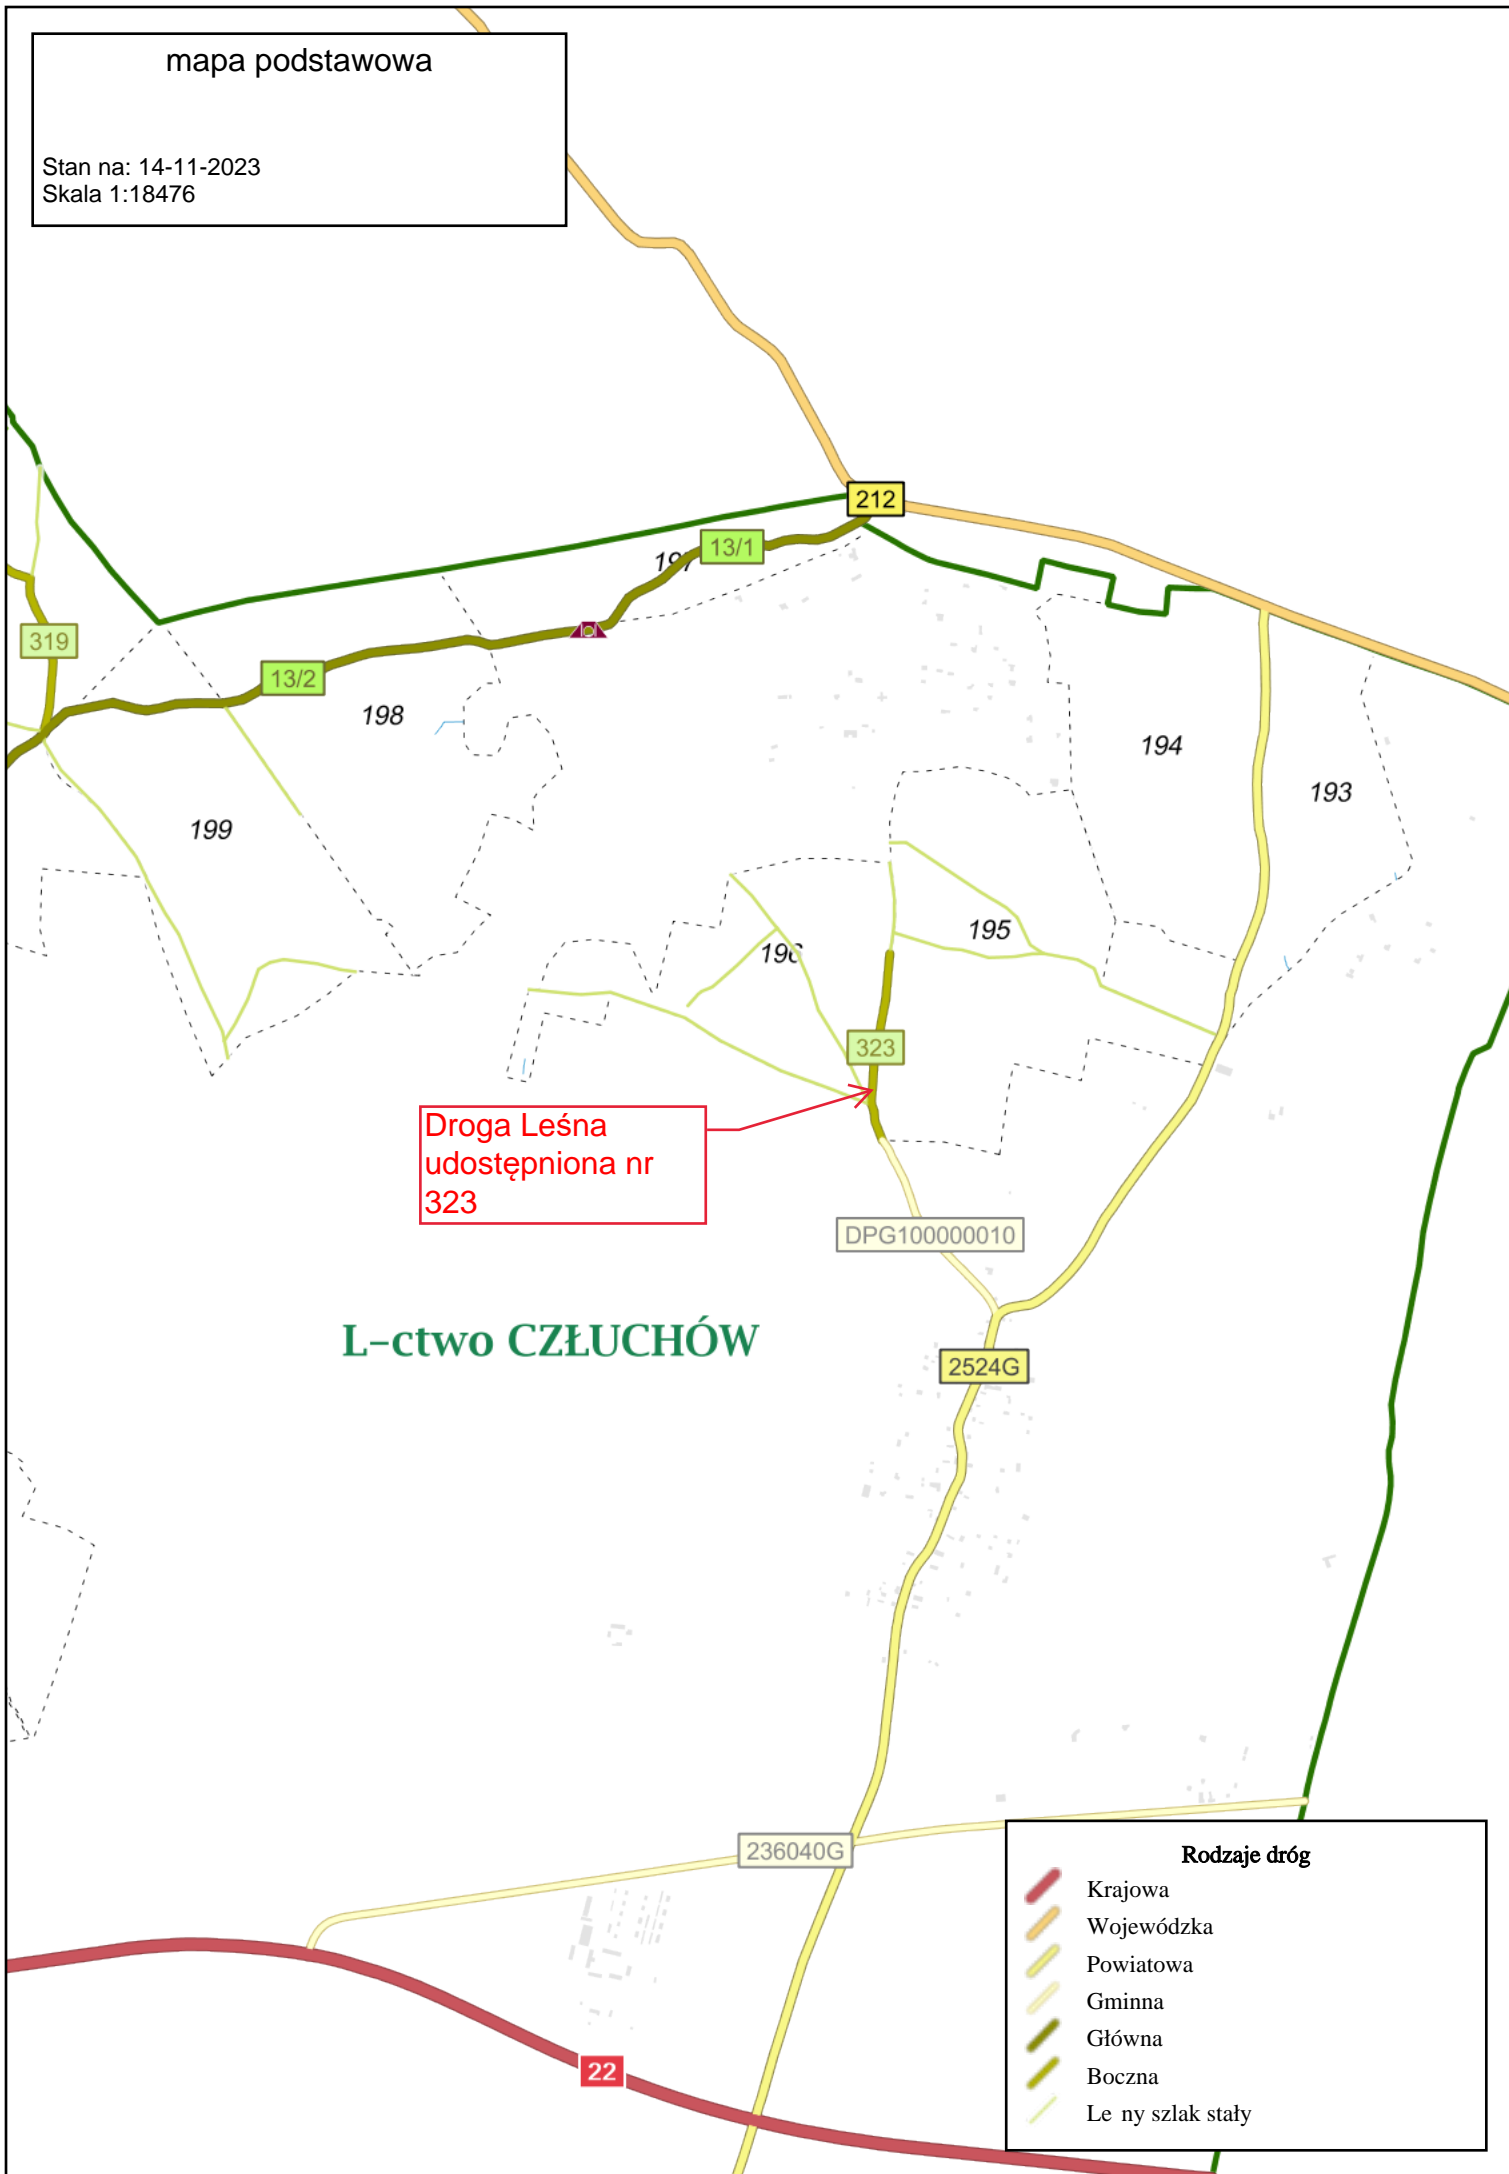 mapa podstawowa
Stan na: 14-11-2023
Skala 1:18476
212
13/1
197
319
13/2
198
194
193
199
195
196
323
Droga Leśna
udostępniona nr
323
DPG100000010
L-ctwo CZŁUCHÓW
2524G
236040G
22
Rodzaje dróg
Krajowa
Wojewódzka
Powiatowa
Gminna
Główna
Boczna
Le ny szlak stały